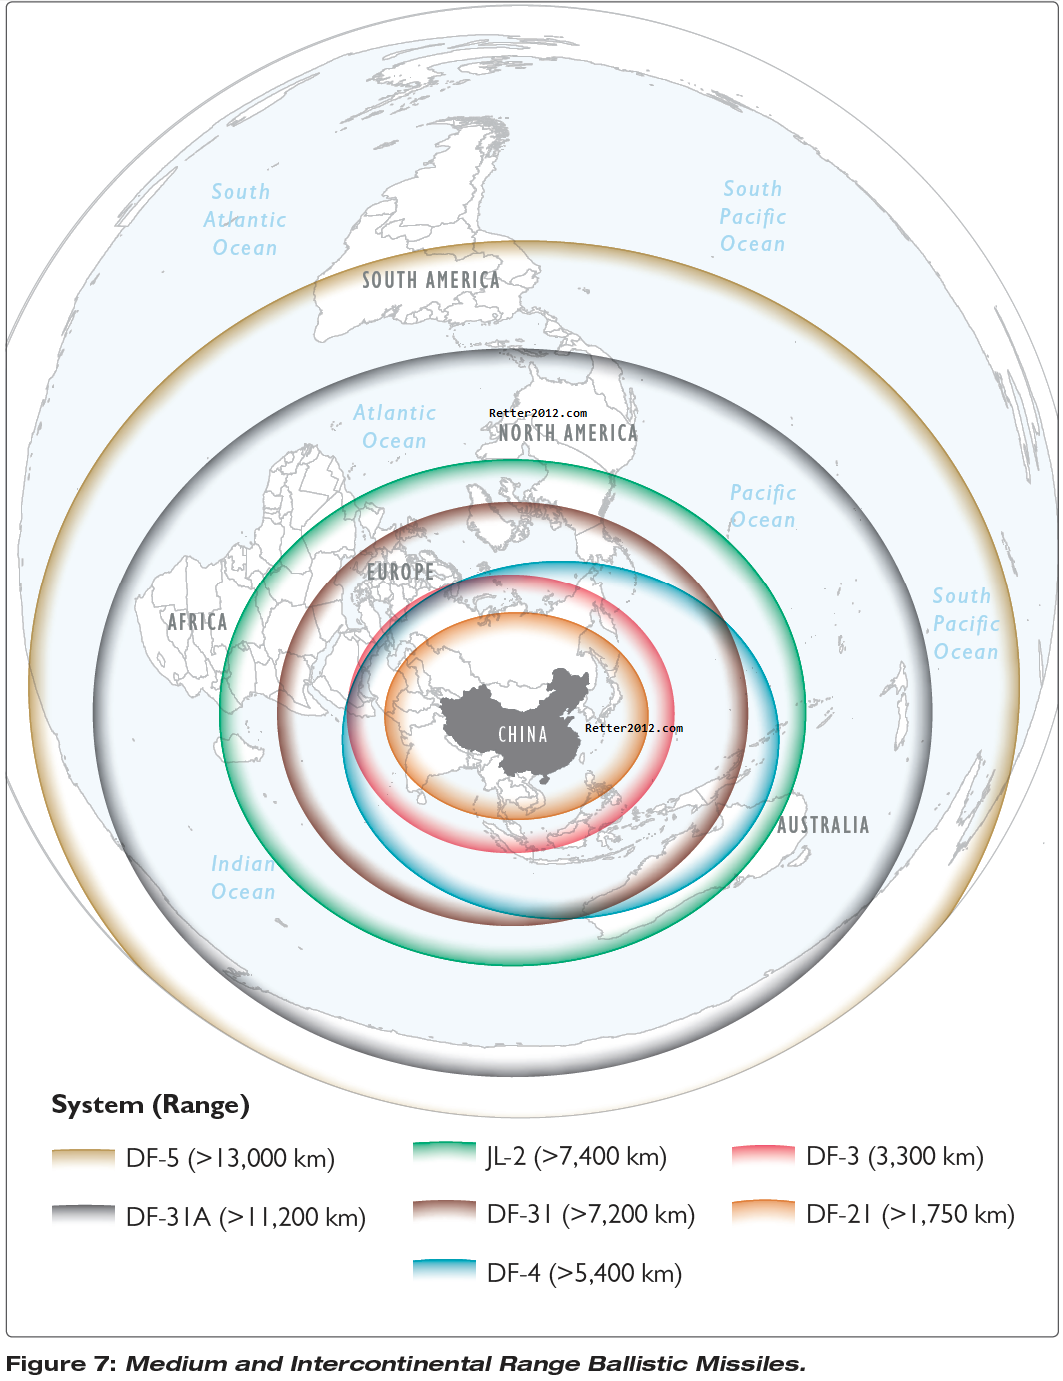 South
Atlantic
Ocean
South
Pacific
Ocean
SOUTH AMERICA
Atlantic
Ocean
Retter2012.com
NORTH AMERICA
Pacific
Ocean
EUROPE
AFRICA
South
Pacific
Ocean
CHINA
Retter2012.com
AUSTRALIA
Indian
Ocean
System (Range)
DF-5 (>13,000 km)
JL-2 (>7,400 km)
DF-3 (3,300 km)
DF-31A (>11,200 km)
DF-31 (>7,200 km)
DF-21 (>1,750 km)
DF-4 (>5,400 km)
Figure 7: Medium and Intercontinental Range Ballistic Missiles.